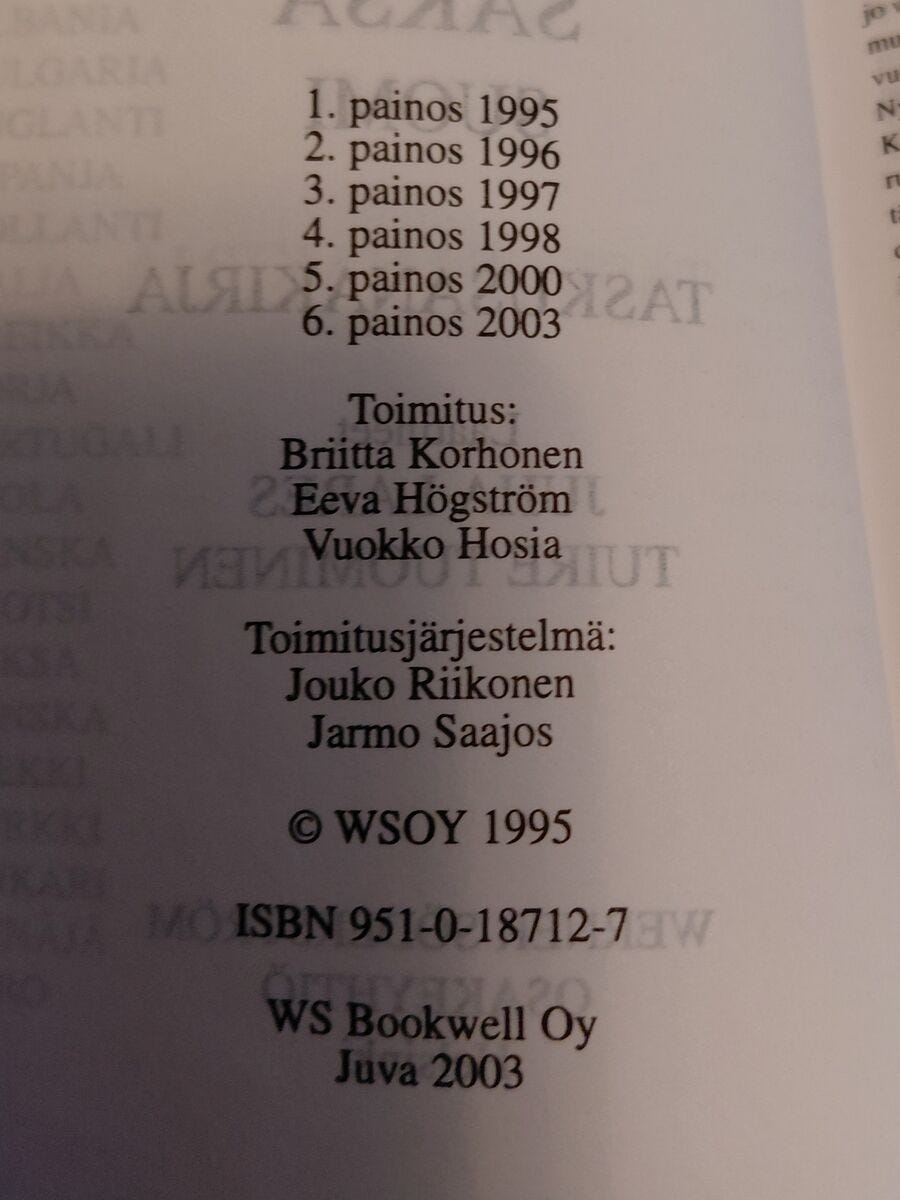 1. painos 1995
2. painos 1996
3. painos 1997
4. painos 1998
5. painos 2000
6. painos 2003
Toimitus:
Briitta Korhonen
Eeva Högström
Vuokko Hosia
Toimitusjärjestelmä:
Jouko Riikonen
Jarmo Saajos
© WSOY 1995
ISBN 951-0-18712-7
WS Bookwell Oy
Juva 2003